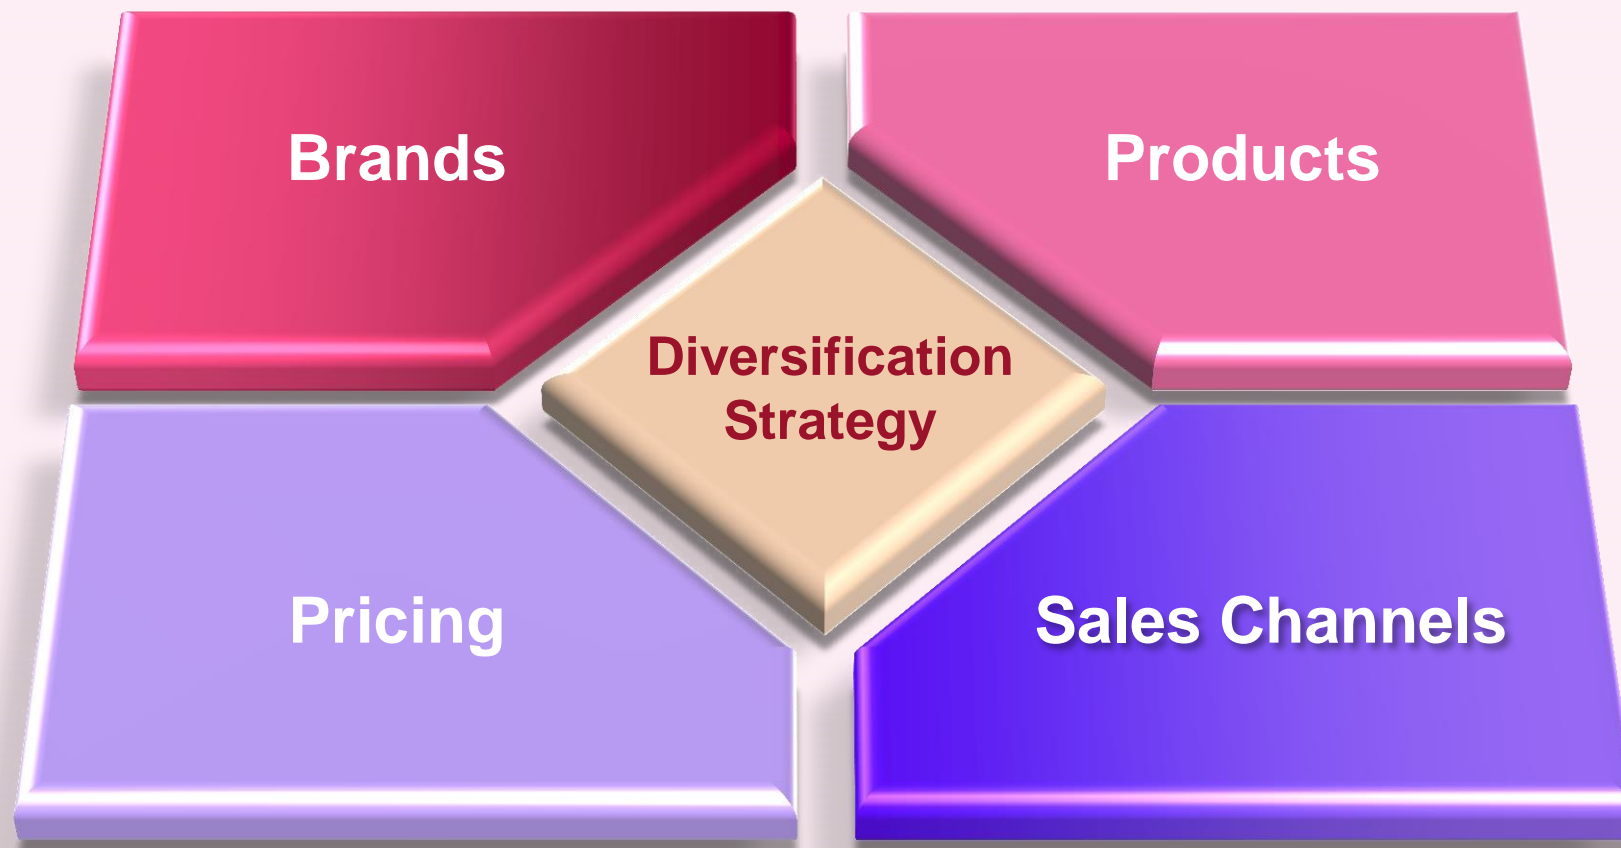 Brands
Products
Diversification
Strategy
Pricing
Sales Channels